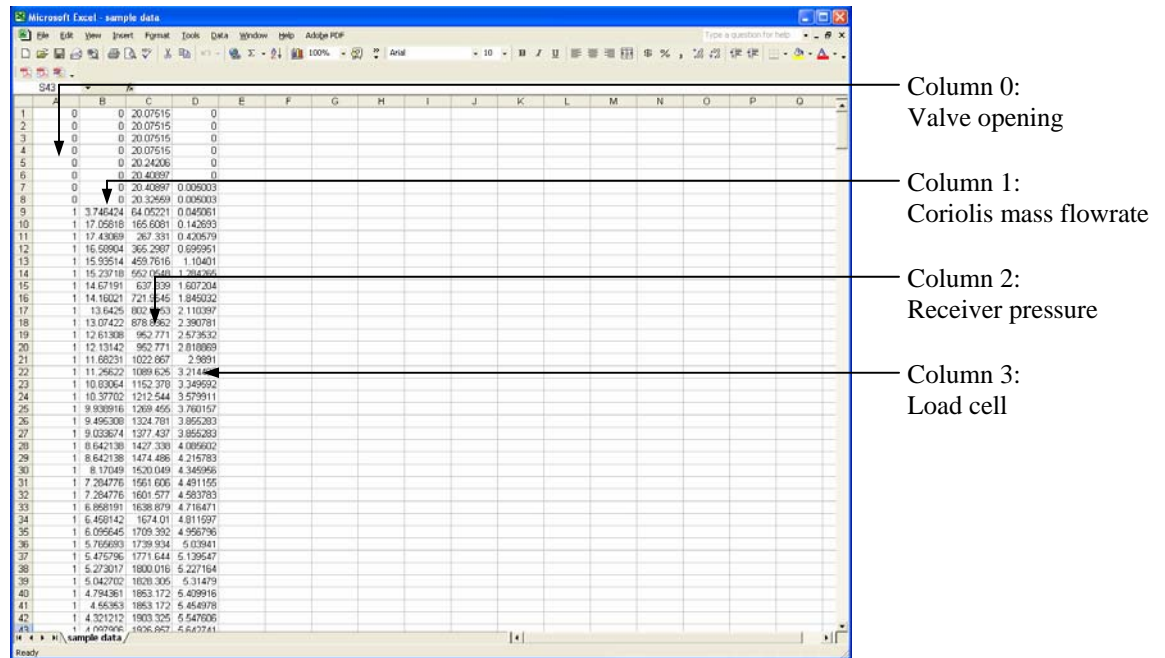 Microsoft Excel - sample data
File Edit View Insert Format Tools Data Window Help Adobe PDF Type a question for help
100% Arial 10 B I U $ % ,
S43 fx
A B C D E F G H I J K L M N O P Q
1 0 0 20.07515 0
2 0 0 20.07515 0
3 0 0 20.07515 0
4 0 0 20.07515 0
5 0 0 20.24206 0
6 0 0 20.40897 0
7 0 0 20.40897 0.005003
8 0 0 20.32559 0.005003
9 1 3.746424 64.05221 0.045061
10 1 17.05818 165.6081 0.142693
11 1 17.43069 267.331 0.420579
12 1 16.58904 365.2987 0.695951
13 1 15.93514 459.7616 1.10401
14 1 15.23718 552.0548 1.284265
15 1 14.67191 1.607204
16 1 14.16021 1.845032
17 1 13.6425 2.110397
18 1 13.07422 2.390781
19 1 12.61308 952.771 2.573532
20 1 12.13142 952.771 2.818869
21 1 11.68231 1022.867 2.9891
22 1 11.25622 1089.625
23 1 10.83064 1152.378 3.349592
24 1 10.37702 1212.544 3.579911
25 1 9.938916 1269.455 3.760157
26 1 9.495308 1324.781 3.855283
27 1 9.033674 1377.437 3.855283
28 1 8.642138 1427.338 4.085602
29 1 8.642138 1474.486 4.215783
30 1 8.17049 1520.049 4.345956
31 1 7.284776 1561.606 4.491155
32 1 7.284776 1601.577 4.583783
33 1 6.858191 1638.879 4.716471
34 1 6.458142 1674.01 4.811597
35 1 6.095645 1709.392 4.956796
36 1 5.765693 1739.934 5.03941
37 1 5.475796 1771.644 5.139547
38 1 5.273017 1800.016 5.227164
39 1 5.042702 1828.305 5.31479
40 1 4.794361 1853.172 5.409916
41 1 4.55353 1853.172 5.454978
42 1 4.321212 1903.325 5.547606
43 1 4.097906 1926.857 5.642741
sample data
Ready
Column 0:
Valve opening
Column 1:
Coriolis mass flowrate
Column 2:
Receiver pressure
Column 3:
Load cell